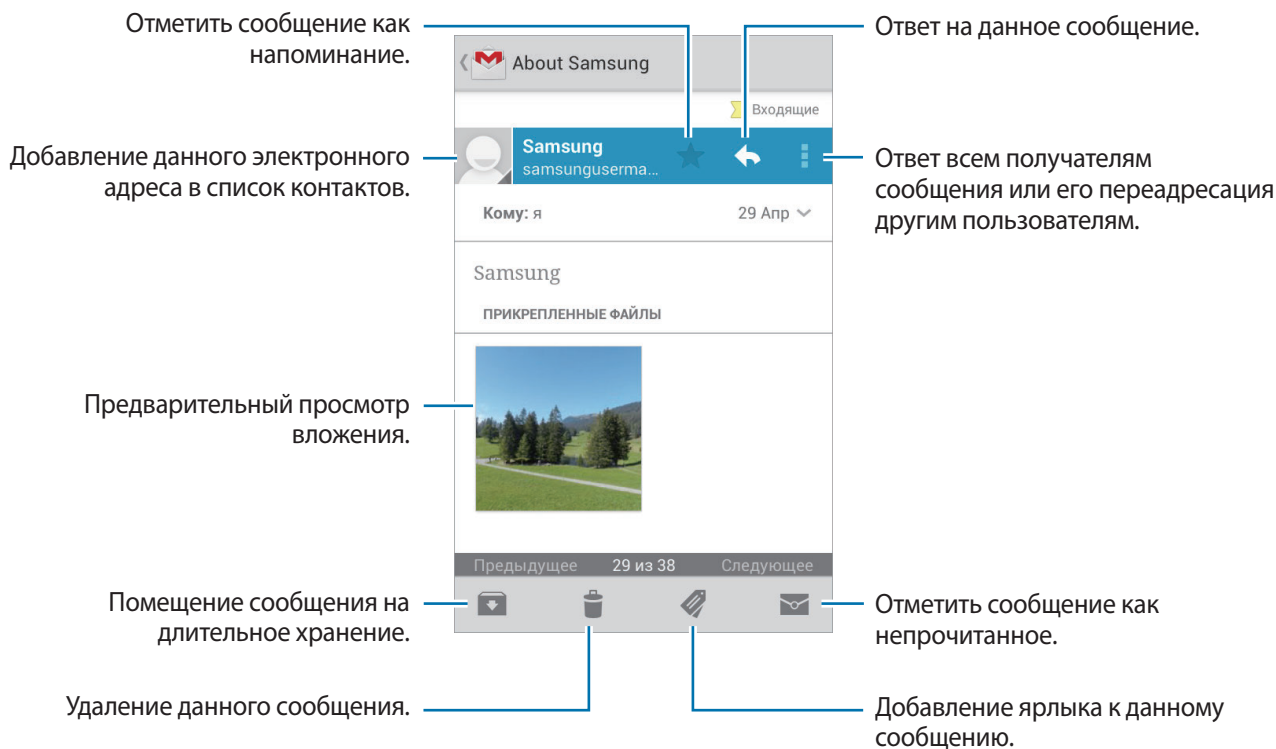 Отметить сообщение как
напоминание.
Ответ на данное сообщение.
About Samsung
Входящие
Добавление данного электронного
адреса в список контактов.
Samsung
samsunguserma...
Ответ всем получателям
сообщения или его переадресация
другим пользователям.
Кому: я
29 Апр
Samsung
ПРИКРЕПЛЕННЫЕ ФАЙЛЫ
Предварительный просмотр
вложения.
Предыдущее 29 из 38 Следующее
Помещение сообщения на
длительное хранение.
Отметить сообщение как
непрочитанное.
Удаление данного сообщения.
Добавление ярлыка к данному
сообщению.